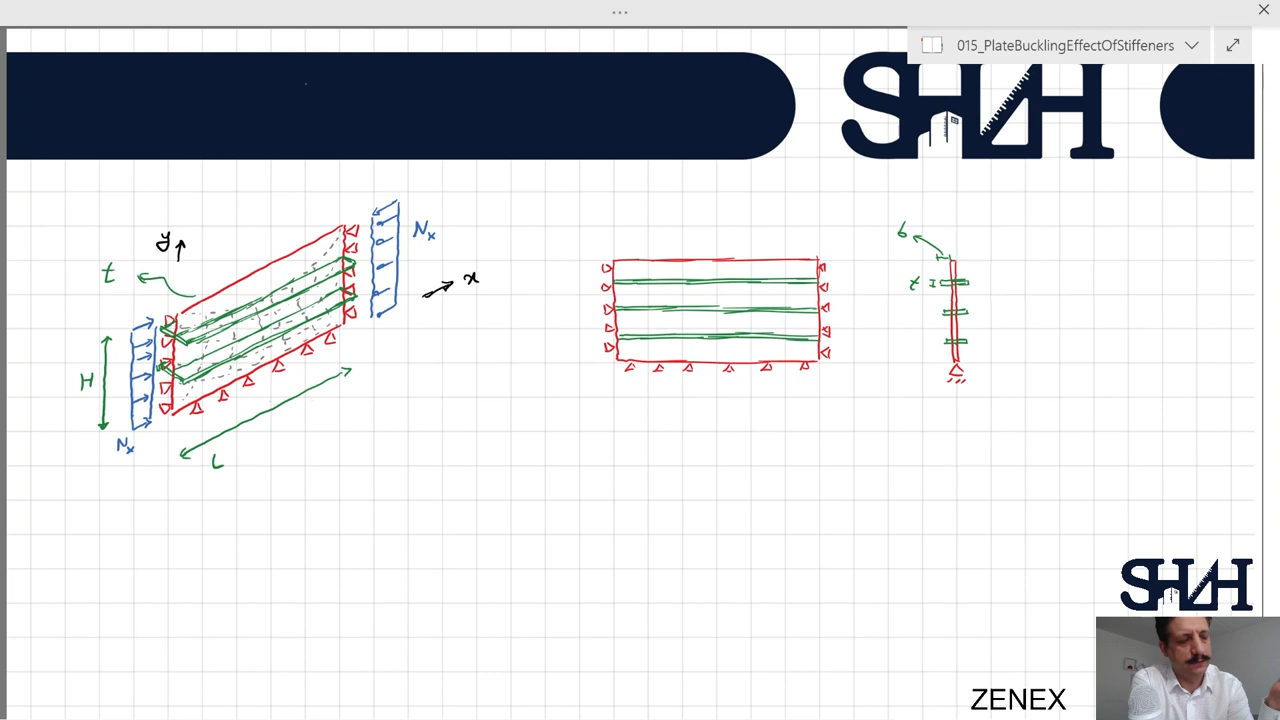 015_PlateBucklingEffectOfStiffeners
SHZH
y
Nx
t
x
H
Nx
L
t
SHZH
ZENEX